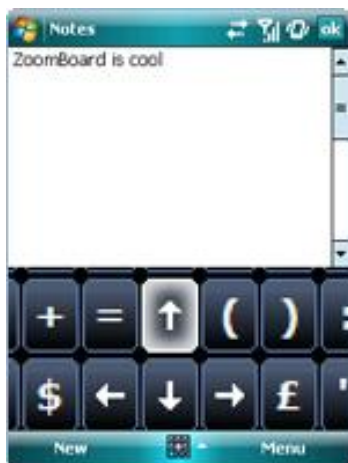 Notes ok
ZoomBoard is cool
+ = ↑ ( ) :
$ ← ↓ → £ '
New Menu